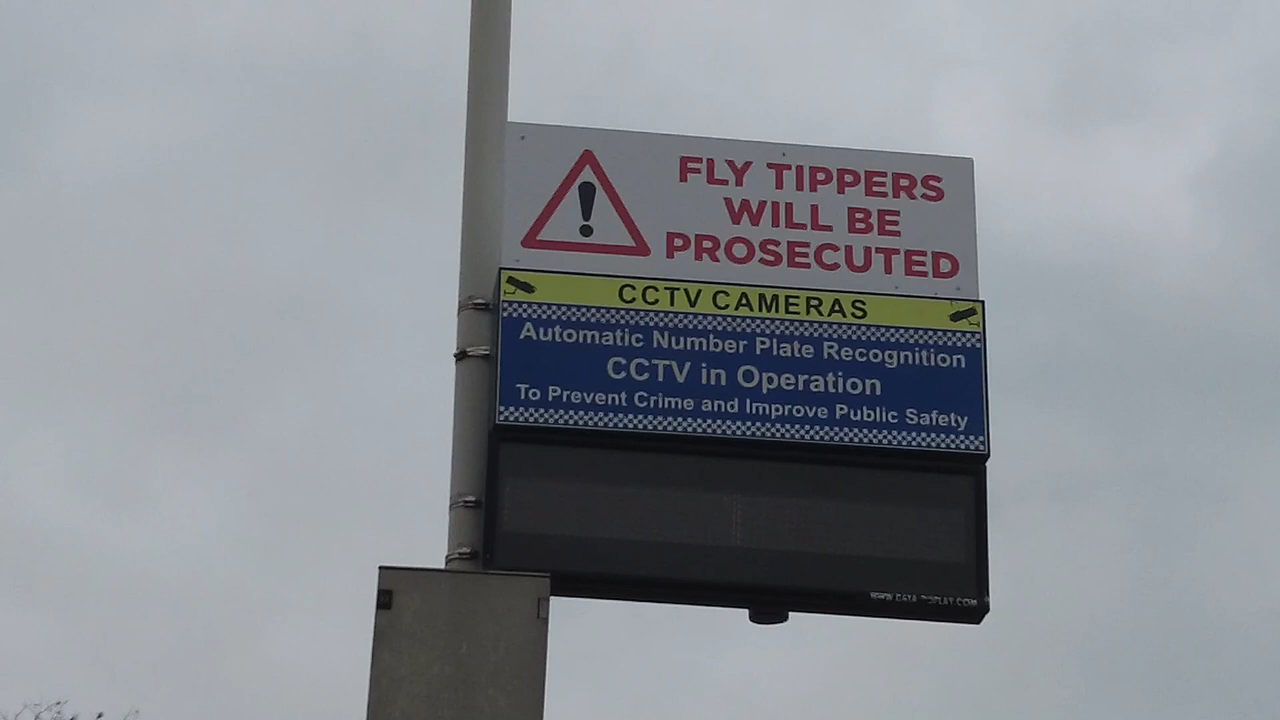 FLY TIPPERS
WILL BE
PROSECUTED
CCTV CAMERAS
Automatic Number Plate Recognition
CCTV in Operation
To Prevent Crime and Improve Public Safety